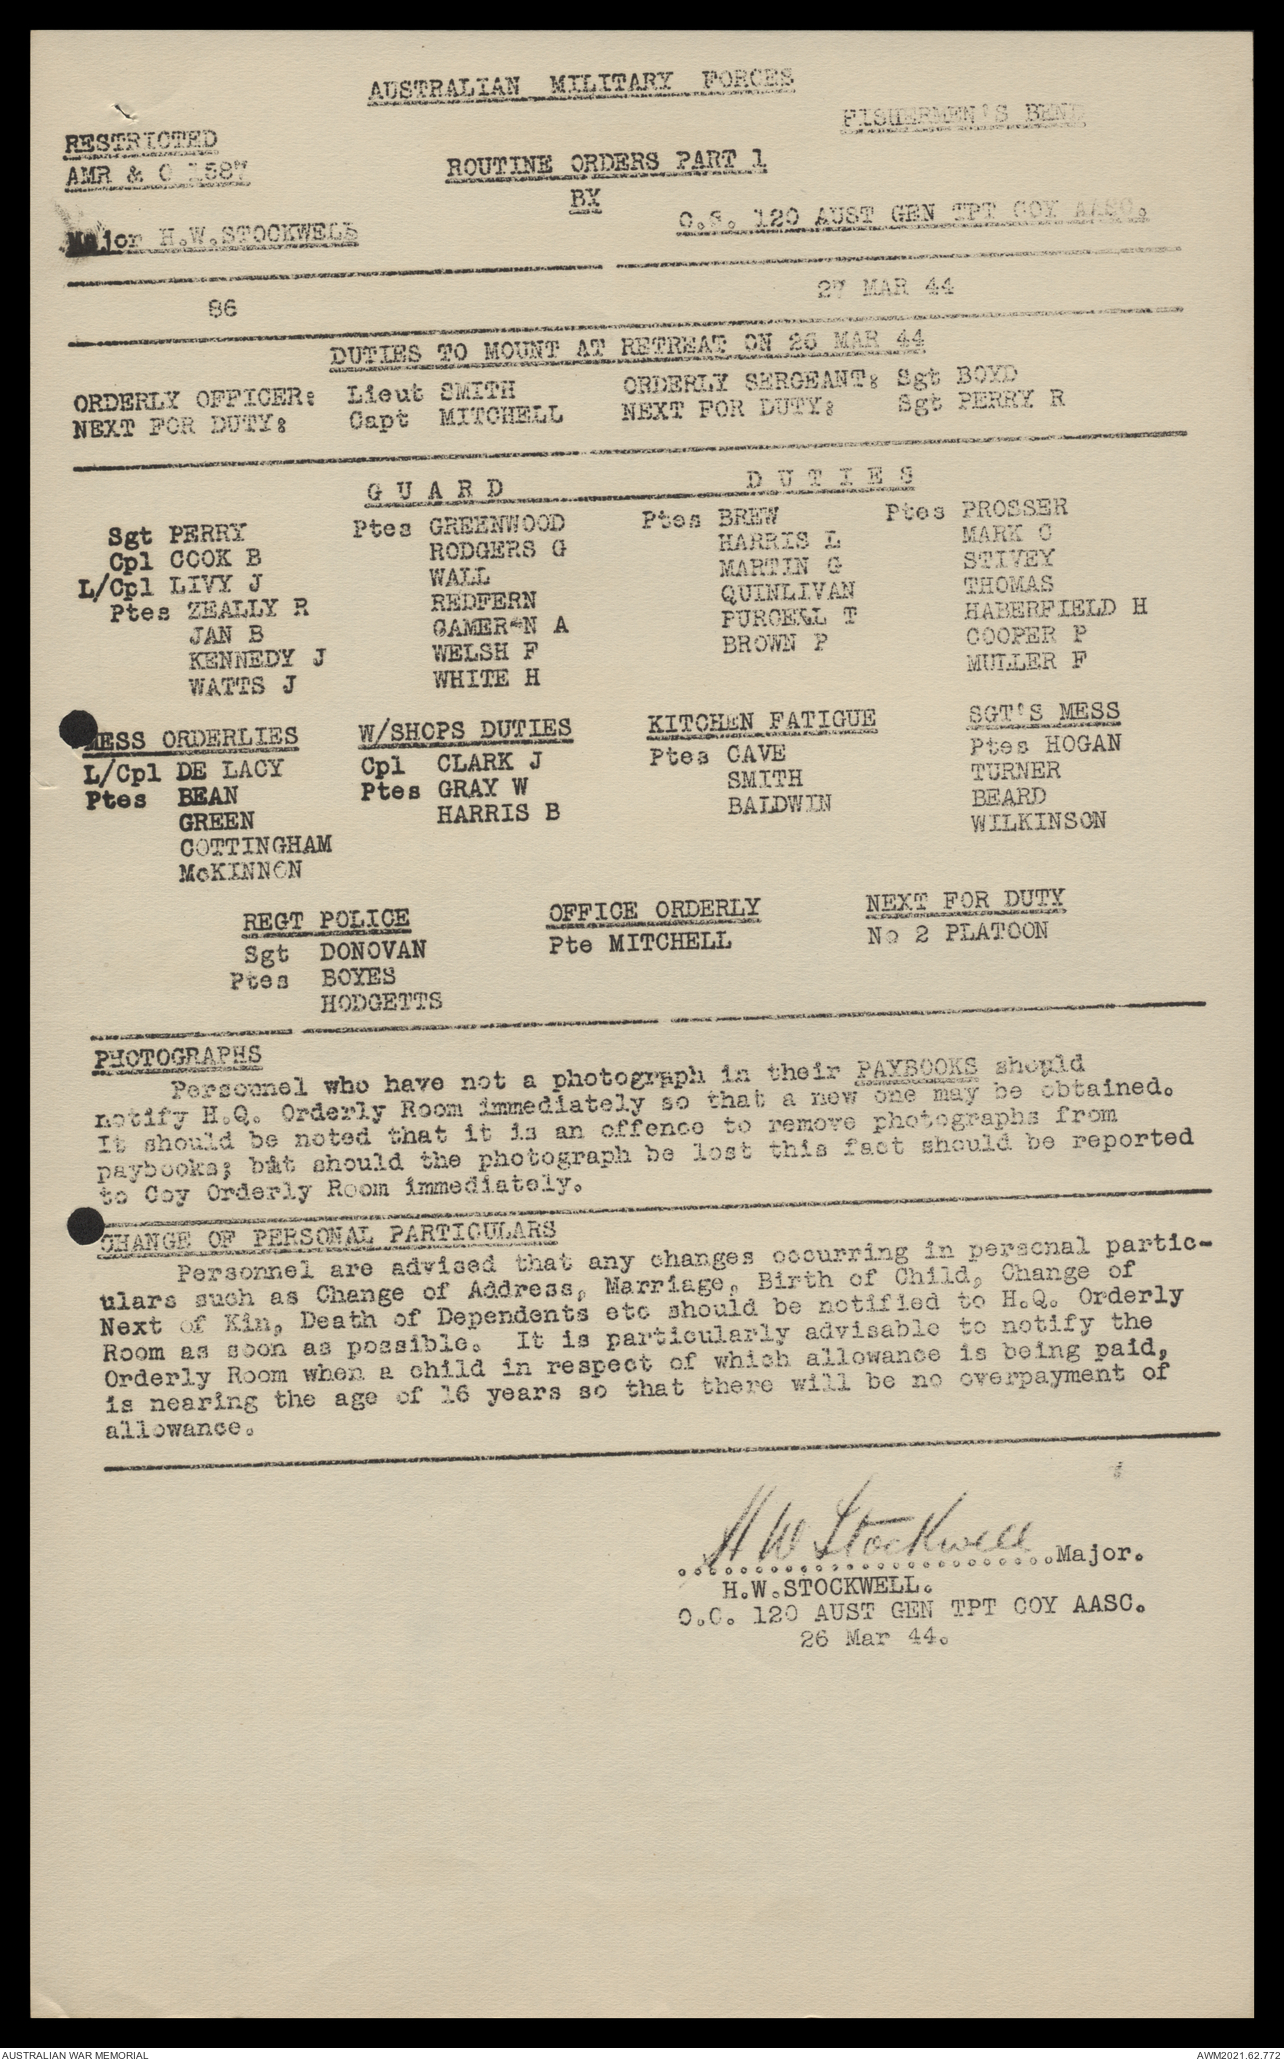 AUSTRALIAN MILITARY FORCES
FISHERMEN'S BEND
RESTRICTED
AMR & O 1587
ROUTINE ORDERS PART 1
BY
Major H.W.STOCKWELL
O.C. 120 AUST GEN TPT COY AASC.
86
27 MAR 44
DUTIES TO MOUNT AT RETREAT ON 26 MAR 44
ORDERLY OFFICER: Lieut SMITH ORDERLY SERGEANT: Sgt BOYD
NEXT FOR DUTY: Capt MITCHELL NEXT FOR DUTY: Sgt PERRY R
G U A R D D U T I E S
Sgt PERRY Ptes GREENWOOD Ptes BREW Ptes PROSSER
Cpl COOK B RODGERS G HARRIS L MARK C
L/Cpl LIVY J WALL MARTIN G STIVEY
Ptes ZEALLY R REDFERN QUINLIVAN THOMAS
JAN B CAMERON A PURCELL T HABERFIELD H
KENNEDY J WELSH F BROWN P COOPER P
WATTS J WHITE H MULLER F
MESS ORDERLIES W/SHOPS DUTIES KITCHEN FATIGUE SGT'S MESS
L/Cpl DE LACY Cpl CLARK J Ptes CAVE Ptes HOGAN
Ptes BEAN Ptes GRAY W SMITH TURNER
GREEN HARRIS B BALDWIN BEARD
COTTINGHAM WILKINSON
McKINNON
REGT POLICE OFFICE ORDERLY NEXT FOR DUTY
Sgt DONOVAN Pte MITCHELL No 2 PLATOON
Ptes BOYES
HODGETTS
PHOTOGRAPHS
Personnel who have not a photograph in their PAYBOOKS should
notify H.Q. Orderly Room immediately so that a new one may be obtained.
It should be noted that it is an offence to remove photographs from
paybooks; but should the photograph be lost this fact should be reported
to Coy Orderly Room immediately.
CHANGE OF PERSONAL PARTICULARS
Personnel are advised that any changes occurring in personal partic-
ulars such as Change of Address, Marriage, Birth of Child, Change of
Next of Kin, Death of Dependents etc should be notified to H.Q. Orderly
Room as soon as possible. It is particularly advisable to notify the
Orderly Room when a child in respect of which allowance is being paid,
is nearing the age of 16 years so that there will be no overpayment of
allowance.
H W Stockwell
.........................Major.
H.W.STOCKWELL.
O.C. 120 AUST GEN TPT COY AASC.
26 Mar 44.
AUSTRALIAN WAR MEMORIAL
AWM2021.62.772